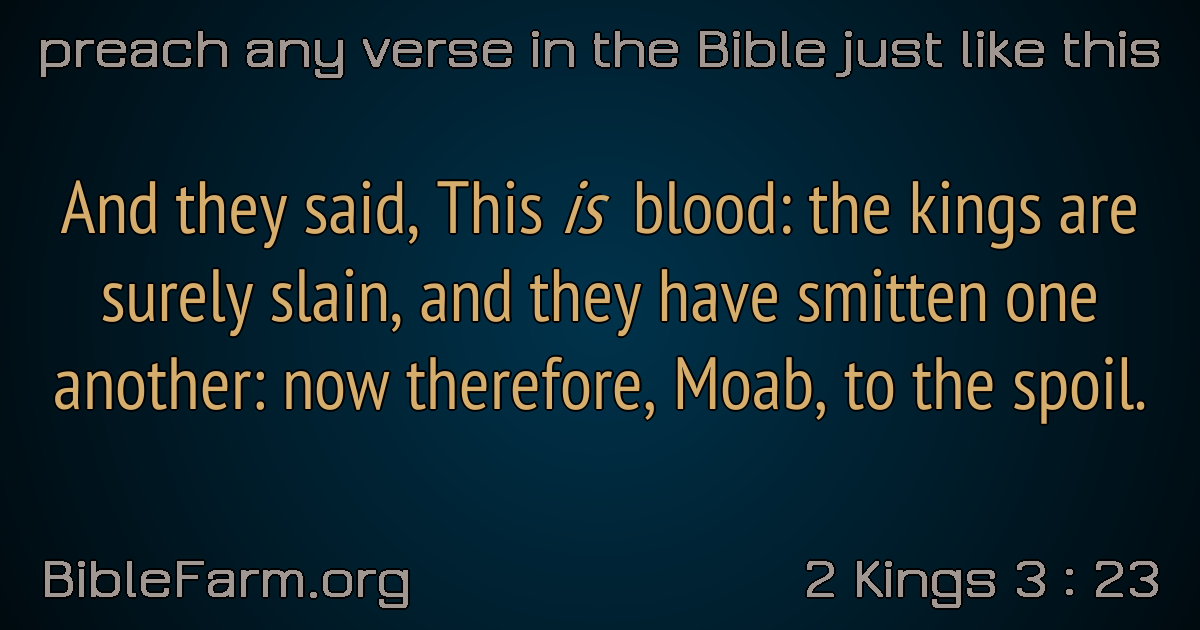 preach any verse in the Bible just like this
And they said, This is blood: the kings are
surely slain, and they have smitten one
another: now therefore, Moab, to the spoil.
BibleFarm.org
2 Kings 3 : 23